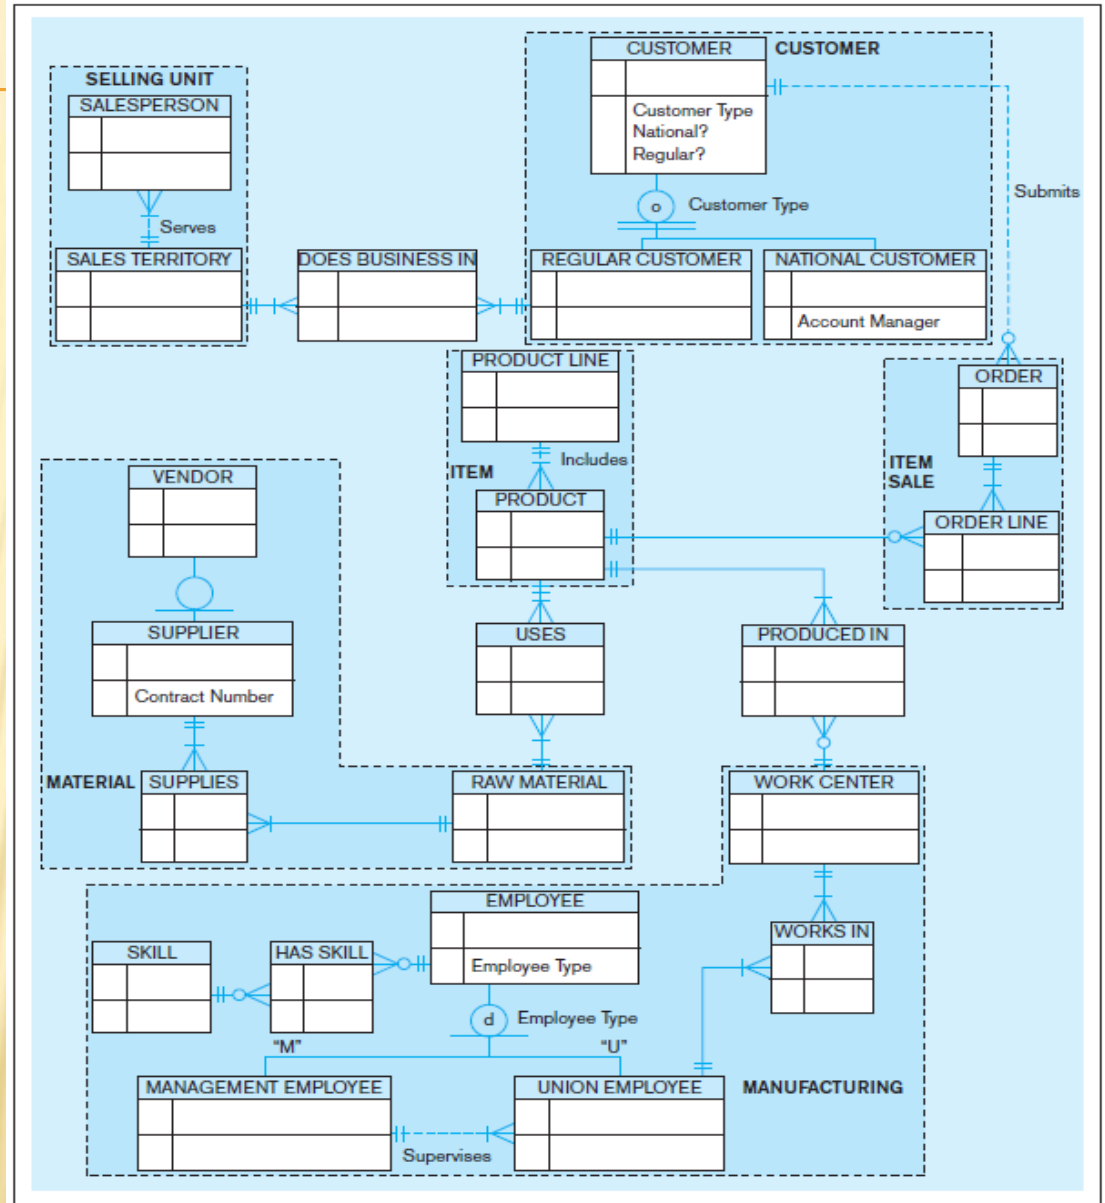 CUSTOMER
CUSTOMER
Customer Type
National?
Regular?
SELLING UNIT
SALESPERSON
Submits
o
Customer Type
Serves
SALES TERRITORY
DOES BUSINESS IN
REGULAR CUSTOMER
NATIONAL CUSTOMER
Account Manager
PRODUCT LINE
ORDER
Includes
ITEM
ITEM
SALE
VENDOR
PRODUCT
ORDER LINE
SUPPLIER
USES
PRODUCED IN
Contract Number
MATERIAL
SUPPLIES
RAW MATERIAL
WORK CENTER
EMPLOYEE
Employee Type
SKILL
HAS SKILL
WORKS IN
d
Employee Type
"M"
"U"
MANAGEMENT EMPLOYEE
UNION EMPLOYEE
MANUFACTURING
Supervises